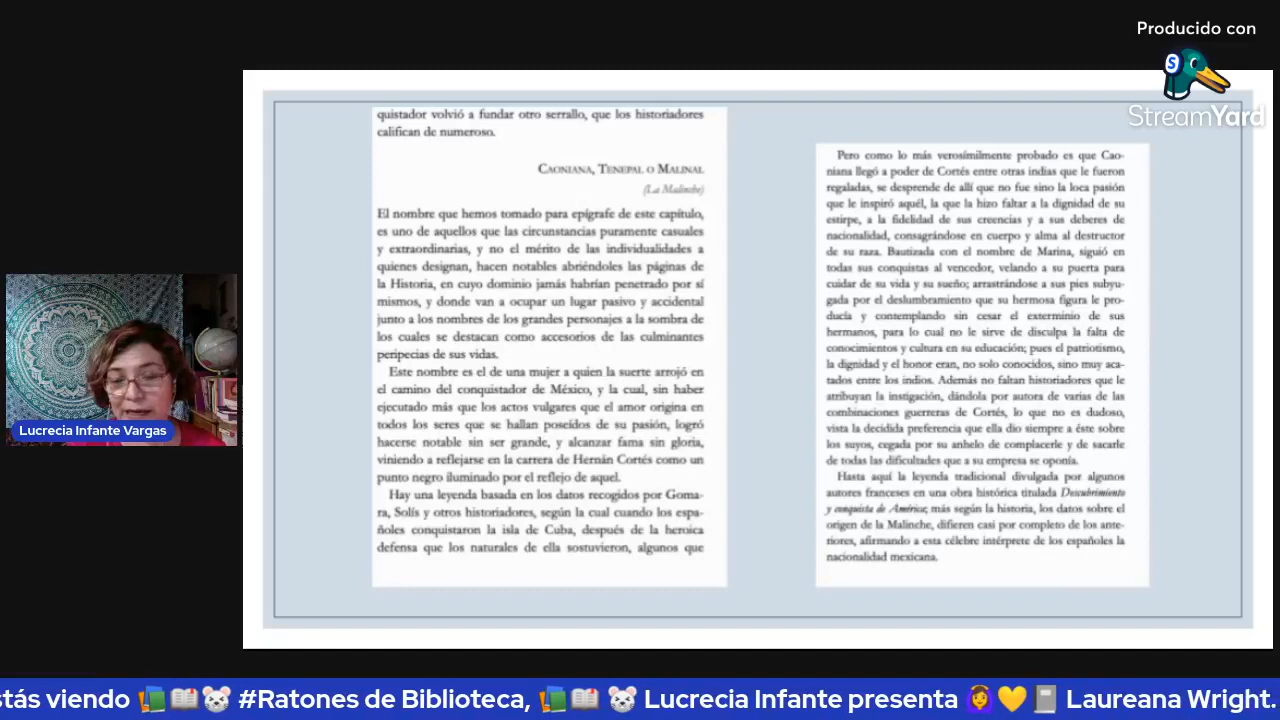 Producido con
StreamYard
quistador volvió a fundar otro serrallo, que los historiadores
califican de numeroso.
CAONIANA, TENEPAL O MALINAL
(La Malinche)
El nombre que hemos tomado para epígrafe de este capítulo,
es uno de aquellos que las circunstancias puramente casuales
y extraordinarias, y no el mérito de las individualidades a
quienes designan, hacen notables abriéndoles las páginas de
la Historia, en cuyo dominio jamás habrían penetrado por sí
mismos, y donde van a ocupar un lugar pasivo y accidental
junto a los nombres de los grandes personajes a la sombra de
los cuales se destacan como accesorios de las culminantes
peripecias de sus vidas.
Este nombre es el de una mujer a quien la suerte arrojó en
el camino del conquistador de México, y la cual, sin haber
ejecutado más que los actos vulgares que el amor origina en
todos los seres que se hallan poseídos de su pasión, logró
hacerse notable sin ser grande, y alcanzar fama sin gloria,
viniendo a reflejarse en la carrera de Hernán Cortés como un
punto negro iluminado por el reflejo de aquel.
Hay una leyenda basada en los datos recogidos por Goma-
ra, Solís y otros historiadores, según la cual cuando los espa-
ñoles conquistaron la isla de Cuba, después de la heroica
defensa que los naturales de ella sostuvieron, algunos que
Pero como lo más verosímilmente probado es que Cao-
niana llegó a poder de Cortés entre otras indias que le fueron
regaladas, se desprende de allí que no fue sino la loca pasión
que le inspiró aquél, la que la hizo faltar a la dignidad de su
estirpe, a la fidelidad de sus creencias y a sus deberes de
nacionalidad, consagrándose en cuerpo y alma al destructor
de su raza. Bautizada con el nombre de Marina, siguió en
todas sus conquistas al vencedor, velando a su puerta para
cuidar de su vida y su sueño; arrastrándose a sus pies subyu-
gada por el deslumbramiento que su hermosa figura le pro-
ducía y contemplando sin cesar el exterminio de sus
hermanos, para lo cual no le sirve de disculpa la falta de
conocimientos y cultura en su educación; pues el patriotismo,
la dignidad y el honor eran, no solo conocidos, sino muy aca-
tados entre los indios. Además no faltan historiadores que le
atribuyan la instigación, dándola por autora de varias de las
combinaciones guerreras de Cortés, lo que no es dudoso,
vista la decidida preferencia que ella dio siempre a éste sobre
los suyos, cegada por su anhelo de complacerle y de sacarle
de todas las dificultades que a su empresa se oponía.
Hasta aquí la leyenda tradicional divulgada por algunos
autores franceses en una obra histórica titulada Descubrimiento
y conquista de América; más según la historia, los datos sobre el
origen de la Malinche, difieren casi por completo de los ante-
riores, afirmando a esta célebre intérprete de los españoles la
nacionalidad mexicana.
Lucrecia Infante Vargas
stás viendo 📚📖🐭 #Ratones de Biblioteca, 📚📖 🐭 Lucrecia Infante presenta 🙆‍♀️💛📓 Laureana Wright.